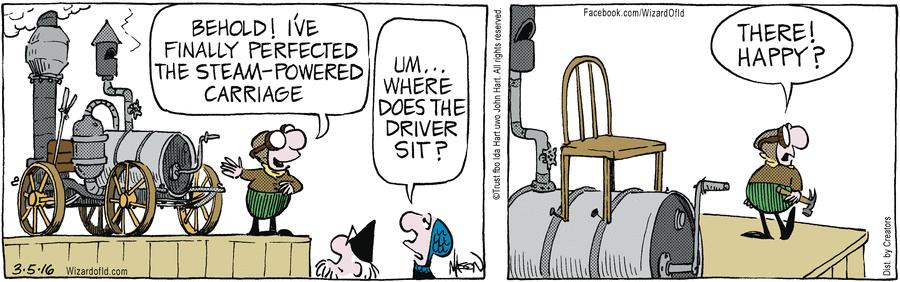 BEHOLD! I'VE
FINALLY PERFECTED
THE STEAM-POWERED
CARRIAGE
UM...
WHERE
DOES THE
DRIVER
SIT?
3-5-16 Wizardofid.com
MASON
©Trust fbo Ida Hart uwo John Hart. All rights reserved.
Facebook.com/WizardOfId
THERE!
HAPPY?
Dist. by Creators